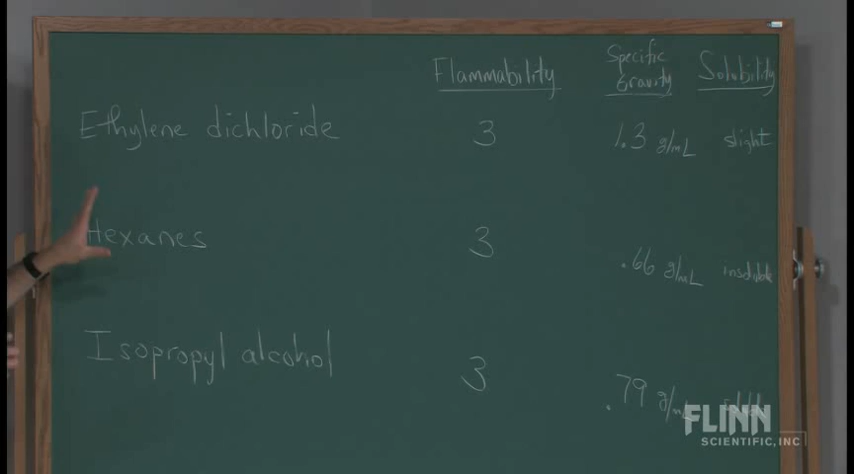 Flammability Specific Gravity Solubility
Ethylene dichloride 3 1.3 g/mL slight
Hexanes 3 .66 g/mL insoluble
Isopropyl alcohol 3 .79 g/mL
FLINN
SCIENTIFIC, INC